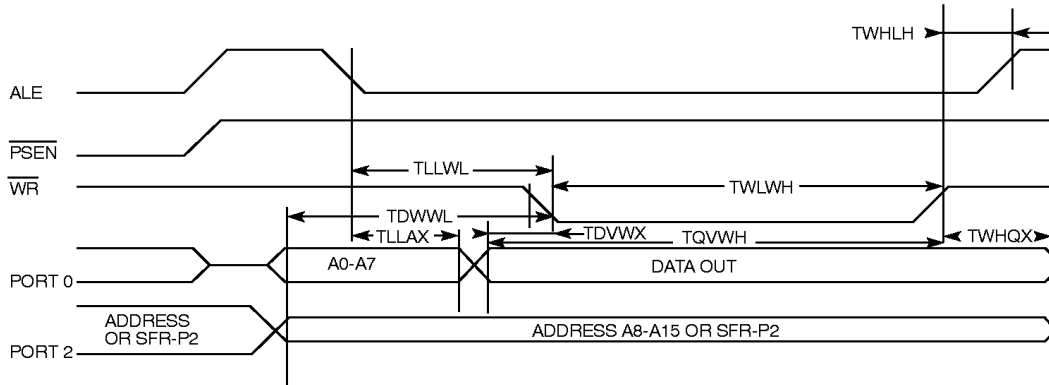 TWHLH
ALE
PSEN
TLLWL
WR
TWLWH
TDWWL
TLLAX
TDVWX
TQVWH
TWHQX
A0-A7
DATA OUT
PORT 0
ADDRESS
OR SFR-P2
ADDRESS A8-A15 OR SFR-P2
PORT 2